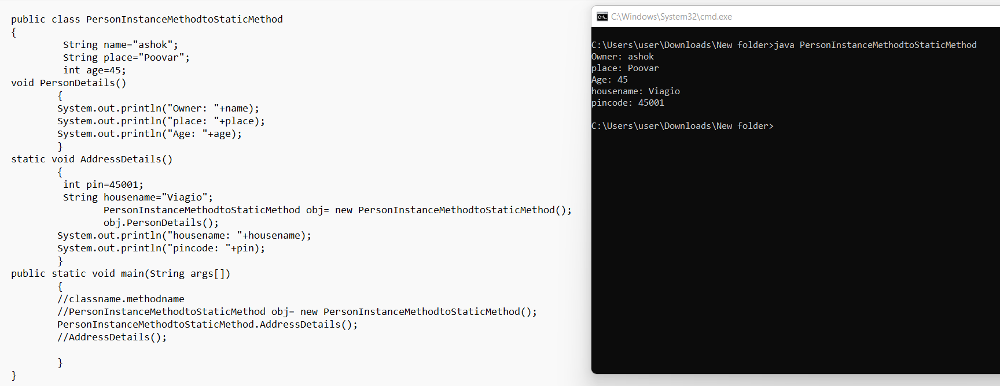 public class PersonInstanceMethodtoStaticMethod
{
String name="ashok";
String place="Poovar";
int age=45;
void PersonDetails()
{
System.out.println("Owner: "+name);
System.out.println("place: "+place);
System.out.println("Age: "+age);
}
static void AddressDetails()
{
int pin=45001;
String housename="Viagio";
PersonInstanceMethodtoStaticMethod obj= new PersonInstanceMethodtoStaticMethod();
obj.PersonDetails();
System.out.println("housename: "+housename);
System.out.println("pincode: "+pin);
}
public static void main(String args[])
{
//classname.methodname
//PersonInstanceMethodtoStaticMethod obj= new PersonInstanceMethodtoStaticMethod();
PersonInstanceMethodtoStaticMethod.AddressDetails();
//AddressDetails();
}
}
C:\Windows\System32\cmd.exe
C:\Users\user\Downloads\New folder>java PersonInstanceMethodtoStaticMethod
Owner: ashok
place: Poovar
Age: 45
housename: Viagio
pincode: 45001
C:\Users\user\Downloads\New folder>